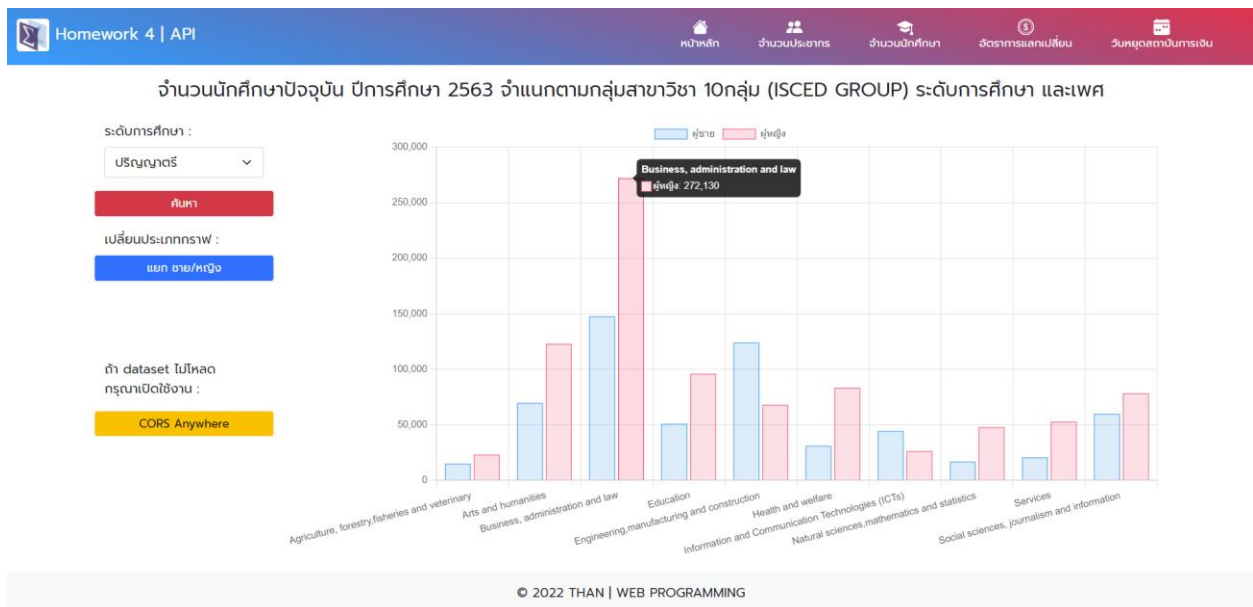 Homework 4 | API
หน้าหลัก
จำนวนประชากร
จำนวนนักศึกษา
อัตราการแลกเปลี่ยน
วันหยุดสถาบันการเงิน
จำนวนนักศึกษาปัจจุบัน ปีการศึกษา 2563 จำแนกตามกลุ่มสาขาวิชา 10กลุ่ม (ISCED GROUP) ระดับการศึกษา และเพศ
ระดับการศึกษา :
ปริญญาตรี
ค้นหา
เปลี่ยนประเภทกราฟ :
แยก ชาย/หญิง
ถ้า dataset ไม่โหลด
กรุณาเปิดใช้งาน :
CORS Anywhere
ผู้ชาย
ผู้หญิง
300,000
250,000
200,000
150,000
100,000
50,000
0
Business, administration and law
ผู้หญิง: 272,130
Agriculture, forestry,fisheries and veterinary
Arts and humanities
Business, administration and law
Education
Engineering,manufacturing and construction
Health and welfare
Information and Communication Technologies (ICTs)
Natural sciences,mathematics and statistics
Services
Social sciences, journalism and information
© 2022 THAN | WEB PROGRAMMING